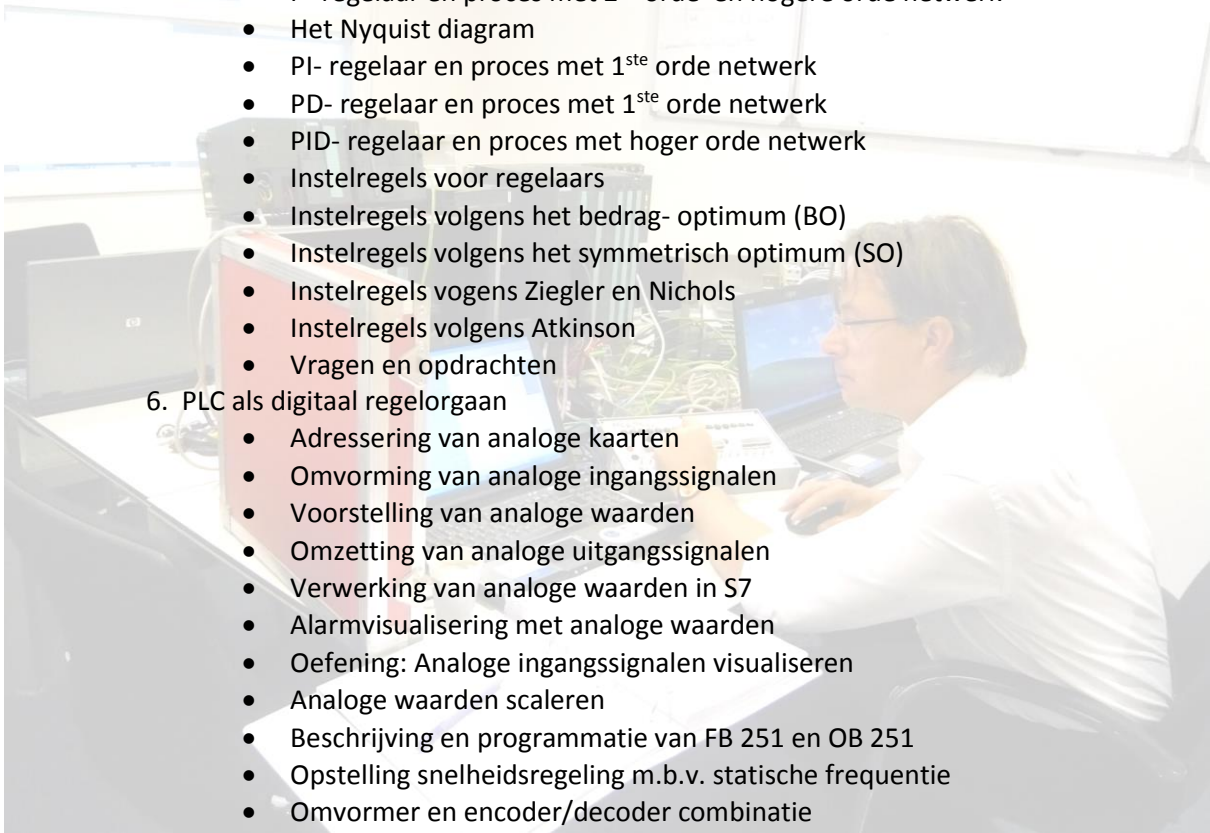 • Het Nyquist diagram
• PI- regelaar en proces met 1ste orde netwerk
• PD- regelaar en proces met 1ste orde netwerk
• PID- regelaar en proces met hoger orde netwerk
• Instelregels voor regelaars
• Instelregels volgens het bedrag- optimum (BO)
• Instelregels volgens het symmetrisch optimum (SO)
• Instelregels vogens Ziegler en Nichols
• Instelregels volgens Atkinson
• Vragen en opdrachten
6. PLC als digitaal regelorgaan
• Adressering van analoge kaarten
• Omvorming van analoge ingangssignalen
• Voorstelling van analoge waarden
• Omzetting van analoge uitgangssignalen
• Verwerking van analoge waarden in S7
• Alarmvisualisering met analoge waarden
• Oefening: Analoge ingangssignalen visualiseren
• Analoge waarden scaleren
• Beschrijving en programmatie van FB 251 en OB 251
• Opstelling snelheidsregeling m.b.v. statische frequentie
• Omvormer en encoder/decoder combinatie